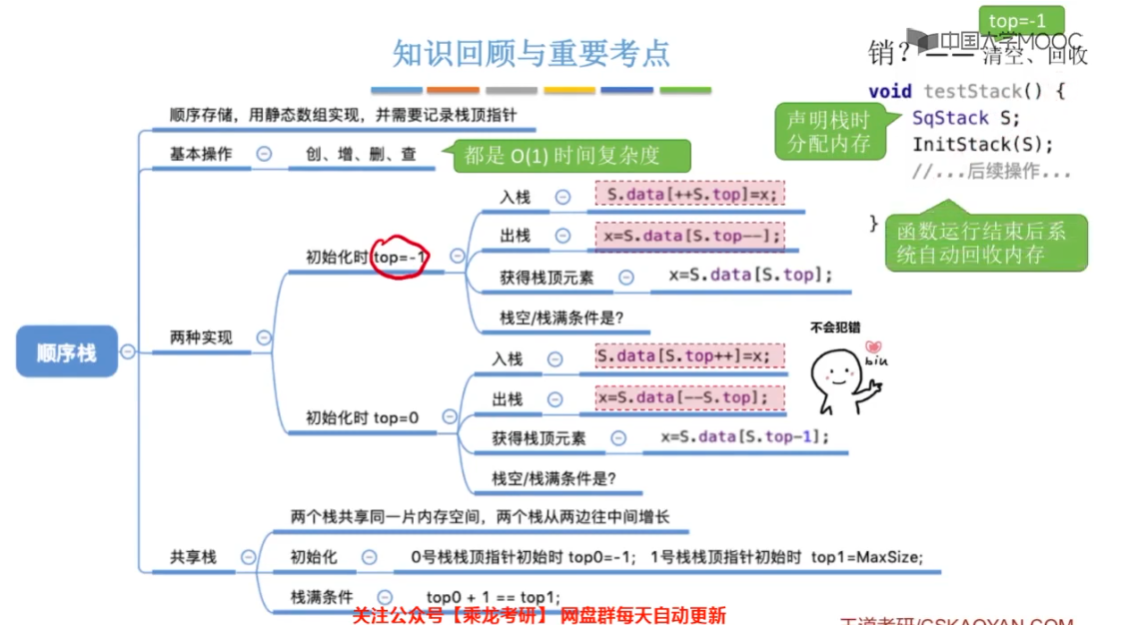 top=-1
知识回顾与重要考点
中国大学MOOC
销?—— 清空、回收
void testStack() {
SqStack S;
InitStack(S);
//...后续操作...
}
声明栈时
分配内存
函数运行结束后系
统自动回收内存
顺序存储，用静态数组实现，并需要记录栈顶指针
基本操作
创、增、删、查
都是 O(1) 时间复杂度
顺序栈
两种实现
初始化时 top=-1
入栈
S.data[++S.top]=x;
出栈
x=S.data[S.top--];
获得栈顶元素
x=S.data[S.top];
栈空/栈满条件是?
初始化时 top=0
入栈
S.data[S.top++]=x;
出栈
x=S.data[--S.top];
获得栈顶元素
x=S.data[S.top-1];
栈空/栈满条件是?
不会犯错
biu
共享栈
两个栈共享同一片内存空间，两个栈从两边往中间增长
初始化
0号栈栈顶指针初始时 top0=-1; 1号栈栈顶指针初始时 top1=MaxSize;
栈满条件
top0 + 1 == top1;
关注公众号【乘龙考研】 网盘群每天自动更新